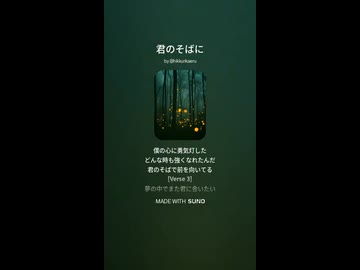 君のそばに
by @hikkorikaeru
僕の心に勇気灯した
どんな時も強くなれたんだ
君のそばで前を向いてる
[Verse 3]
夢の中でまた君に会いたい
MADE WITH SUNO